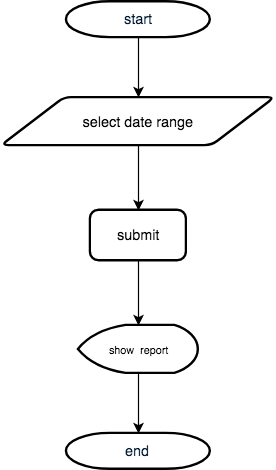 start
select date range
submit
show report
end